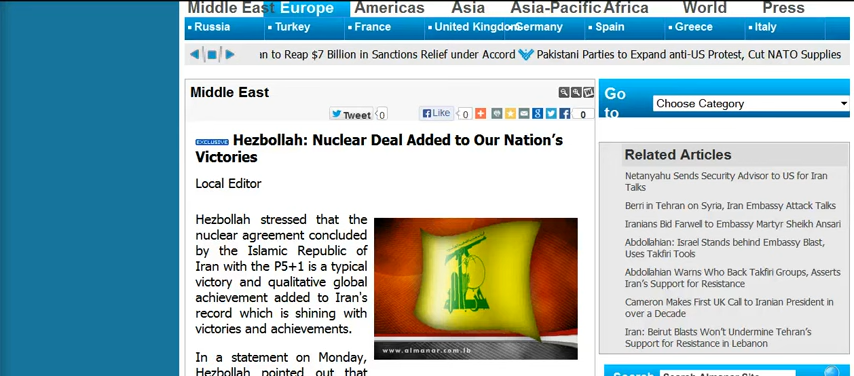 Middle East Europe Americas Asia Asia-Pacific Africa World Press
Russia Turkey France United Kingdom Germany Spain Greece Italy
an to Reap $7 Billion in Sanctions Relief under Accord Pakistani Parties to Expand anti-US Protest, Cut NATO Supplies
Middle East
Tweet 0 Like 0 0
EXCLUSIVE Hezbollah: Nuclear Deal Added to Our Nation's
Victories
Local Editor
Hezbollah stressed that the
nuclear agreement concluded
by the Islamic Republic of
Iran with the P5+1 is a typical
victory and qualitative global
achievement added to Iran's
record which is shining with
victories and achievements.
In a statement on Monday,
Hezbollah pointed out that
www.almanar.com.lb
Go
to
Choose Category
Related Articles
Netanyahu Sends Security Advisor to US for Iran
Talks
Berri in Tehran on Syria, Iran Embassy Attack Talks
Iranians Bid Farewell to Embassy Martyr Sheikh Ansari
Abdollahian: Israel Stands behind Embassy Blast,
Uses Takfiri Tools
Abdollahian Warns Who Back Takfiri Groups, Asserts
Iran's Support for Resistance
Cameron Makes First UK Call to Iranian President in
over a Decade
Iran: Beirut Blasts Won't Undermine Tehran's
Support for Resistance in Lebanon
Search Search Almanar Site